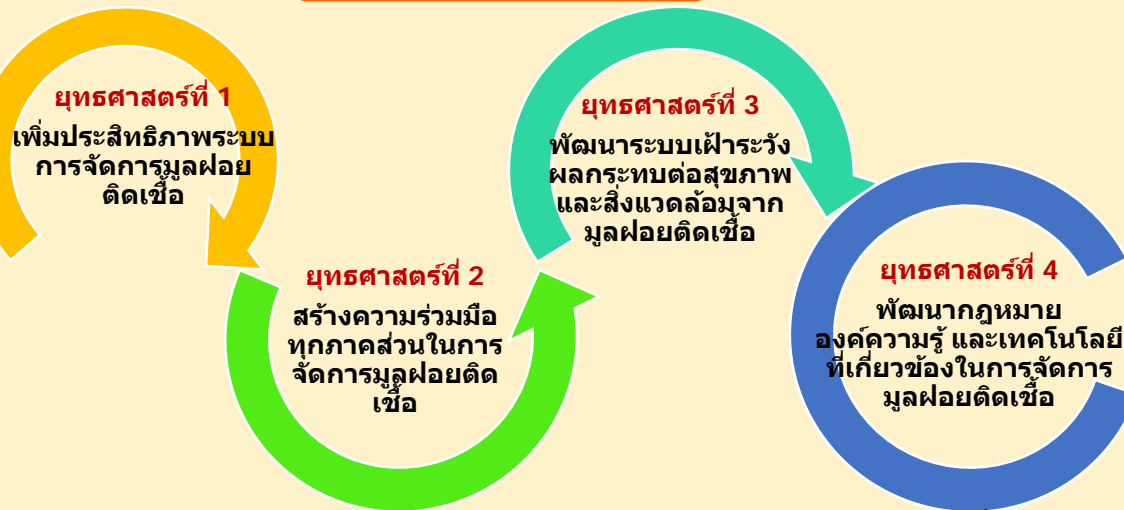 ยุทธศาสตร์ที่ 1
เพิ่มประสิทธิภาพระบบ
การจัดการมูลฝอย
ติดเชื้อ
ยุทธศาสตร์ที่ 2
สร้างความร่วมมือ
ทุกภาคส่วนในการ
จัดการมูลฝอยติด
เชื้อ
ยุทธศาสตร์ที่ 3
พัฒนาระบบเฝ้าระวัง
ผลกระทบต่อสุขภาพ
และสิ่งแวดล้อมจาก
มูลฝอยติดเชื้อ
ยุทธศาสตร์ที่ 4
พัฒนากฎหมาย
องค์ความรู้ และเทคโนโลยี
ที่เกี่ยวข้องในการจัดการ
มูลฝอยติดเชื้อ